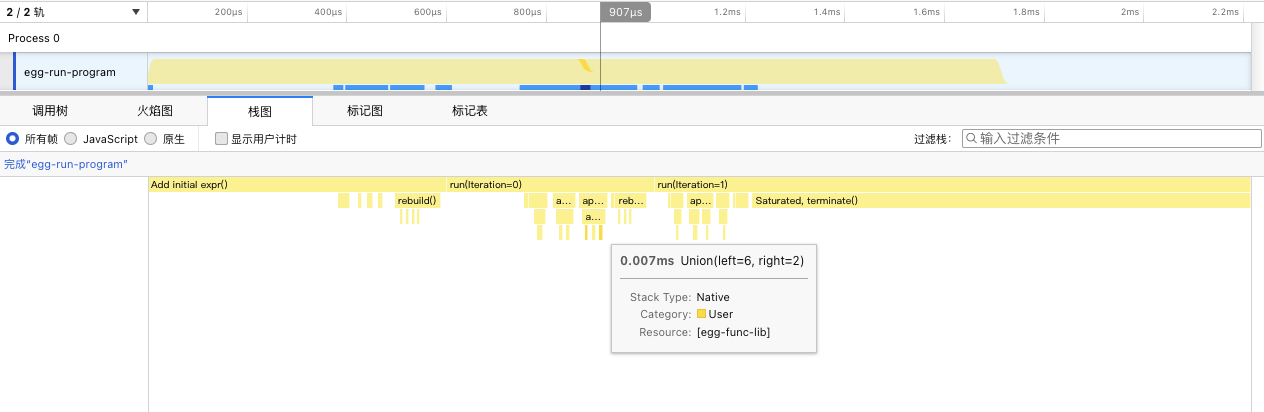 2 / 2 轨
200μs 400μs 600μs 800μs 907μs 1.2ms 1.4ms 1.6ms 1.8ms 2ms 2.2ms
Process 0
egg-run-program
调用树 火焰图 栈图 标记图 标记表
所有帧 JavaScript 原生 显示用户计时 过滤栈: 输入过滤条件
完成"egg-run-program"
Add initial expr() run(Iteration=0) run(Iteration=1)
rebuild() a... ap... reb... ap... Saturated, terminate()
a...
0.007ms Union(left=6, right=2)
Stack Type: Native
Category: User
Resource: [egg-func-lib]